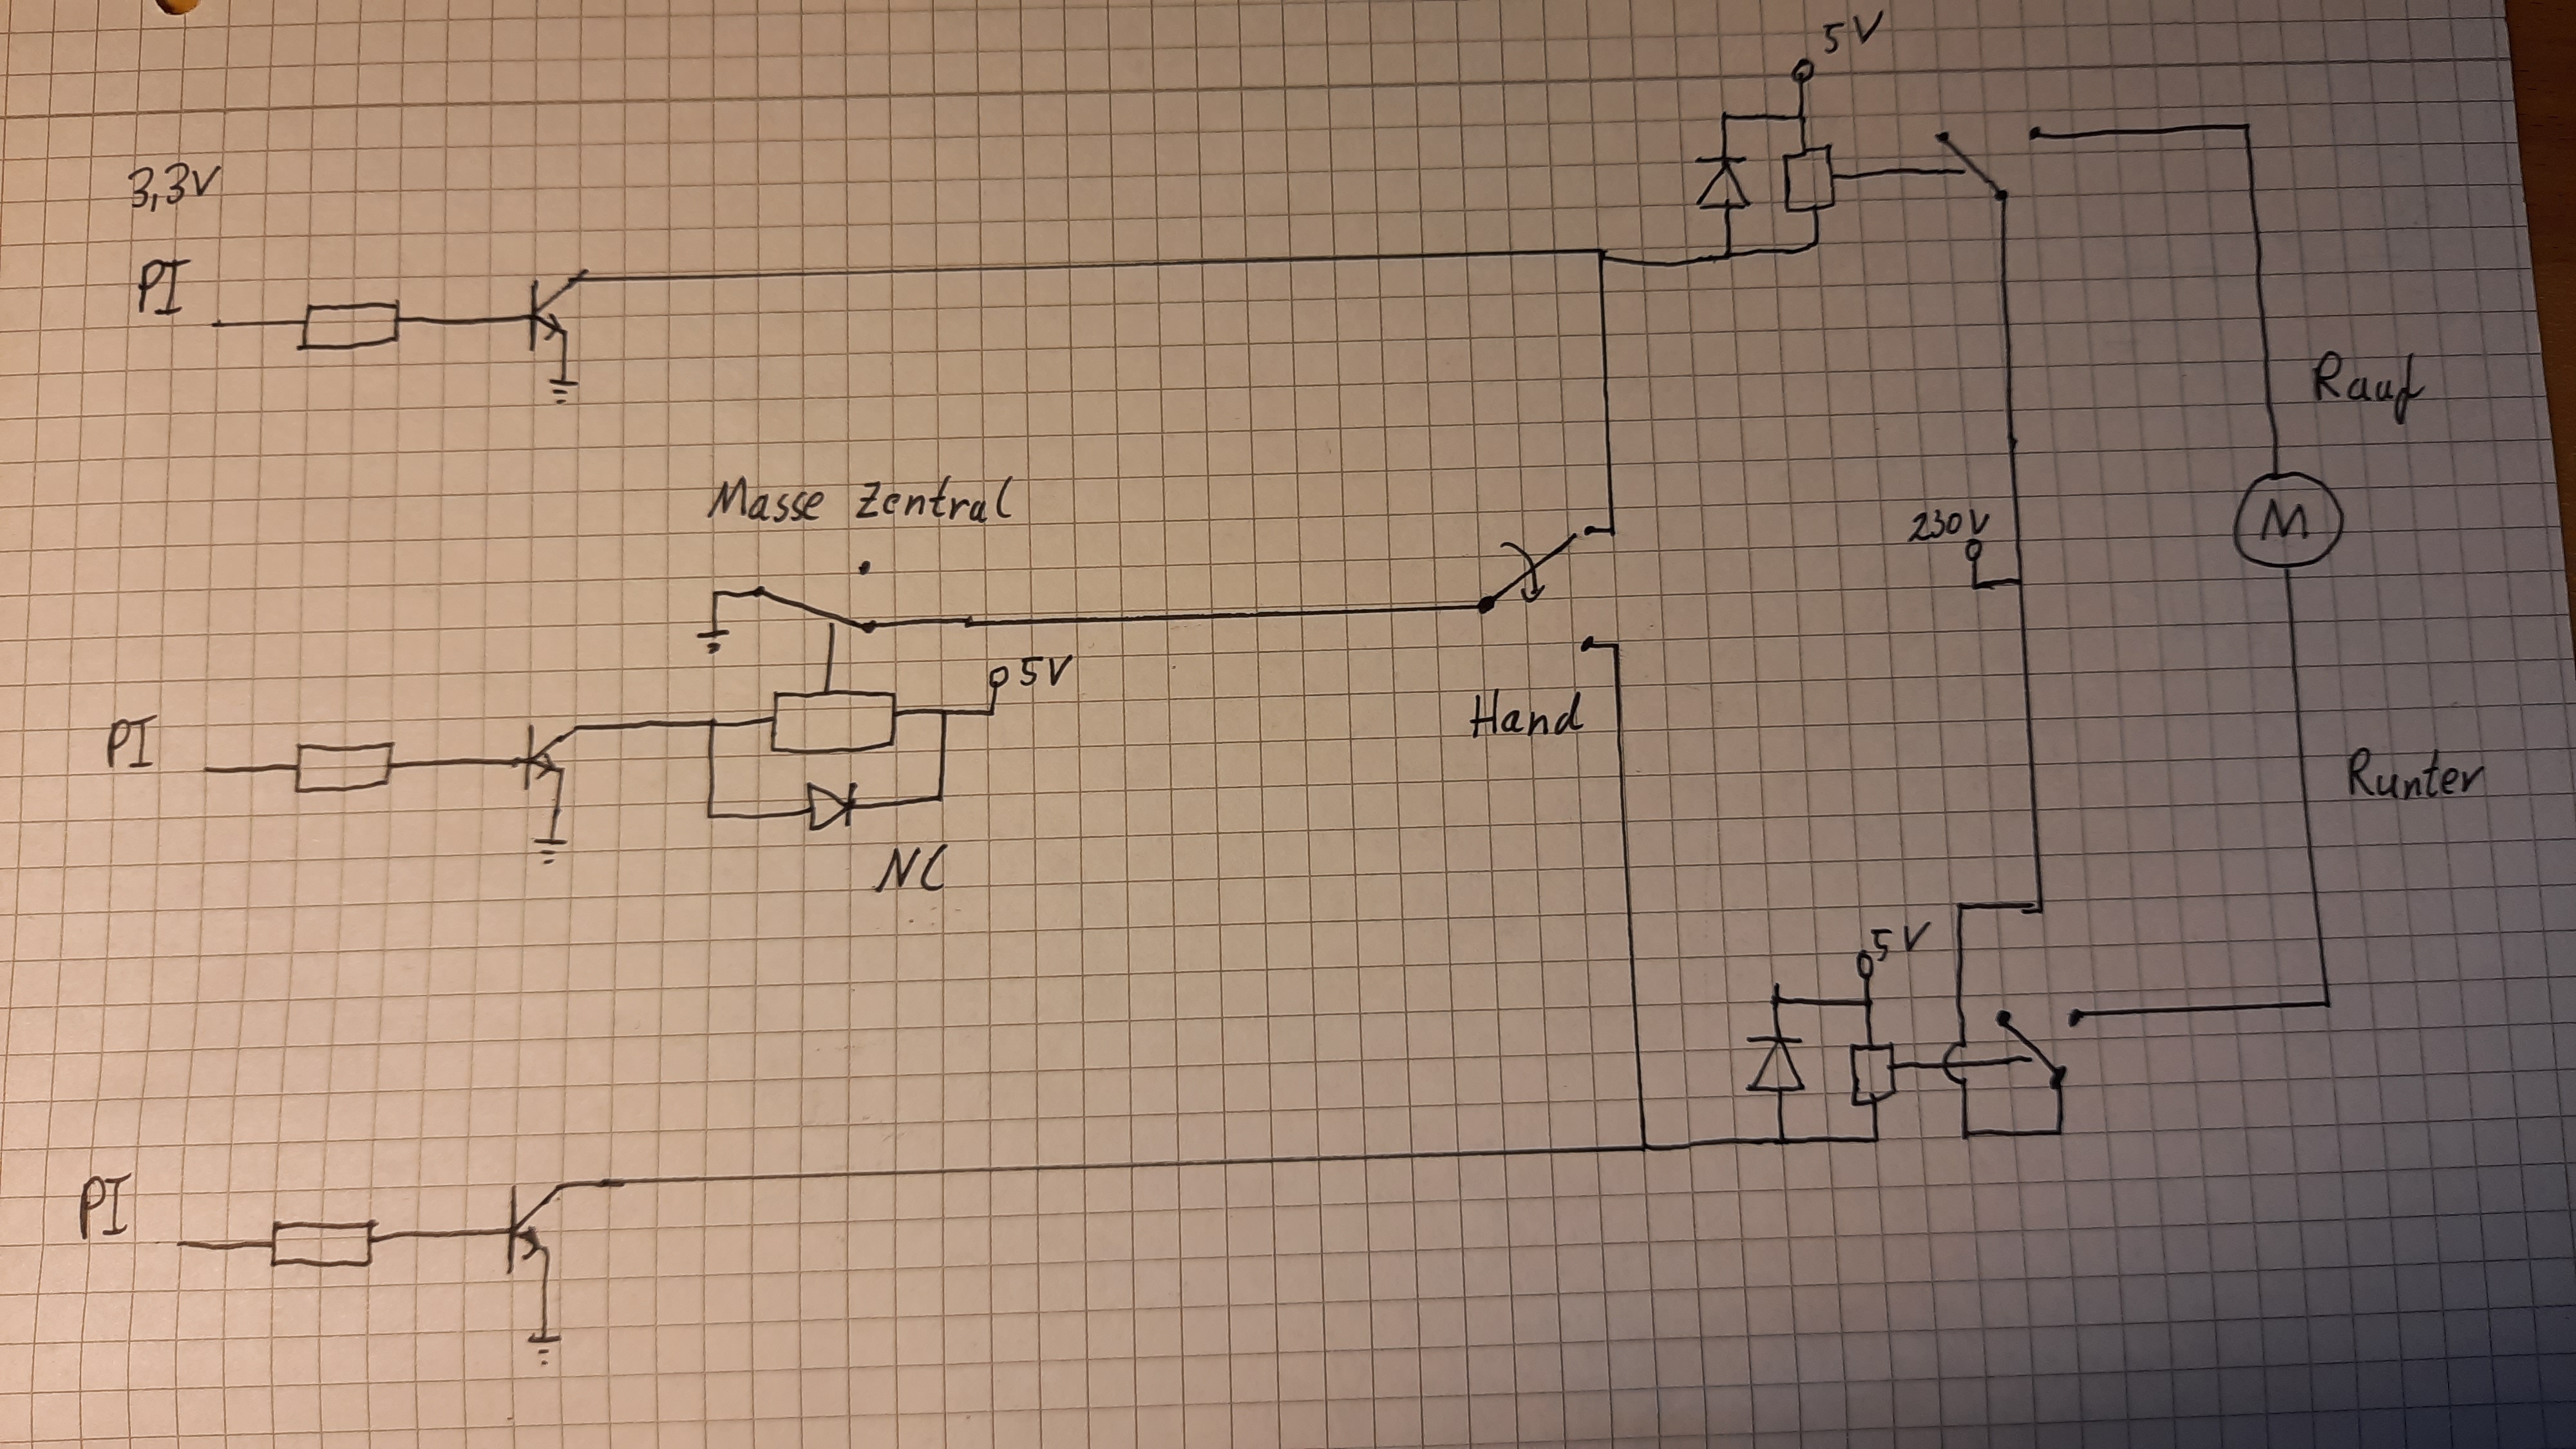 5V
3,3V
PI
Rauf
Masse Zentral
230V
5V
Hand
PI
Runter
NC
5V
PI
M